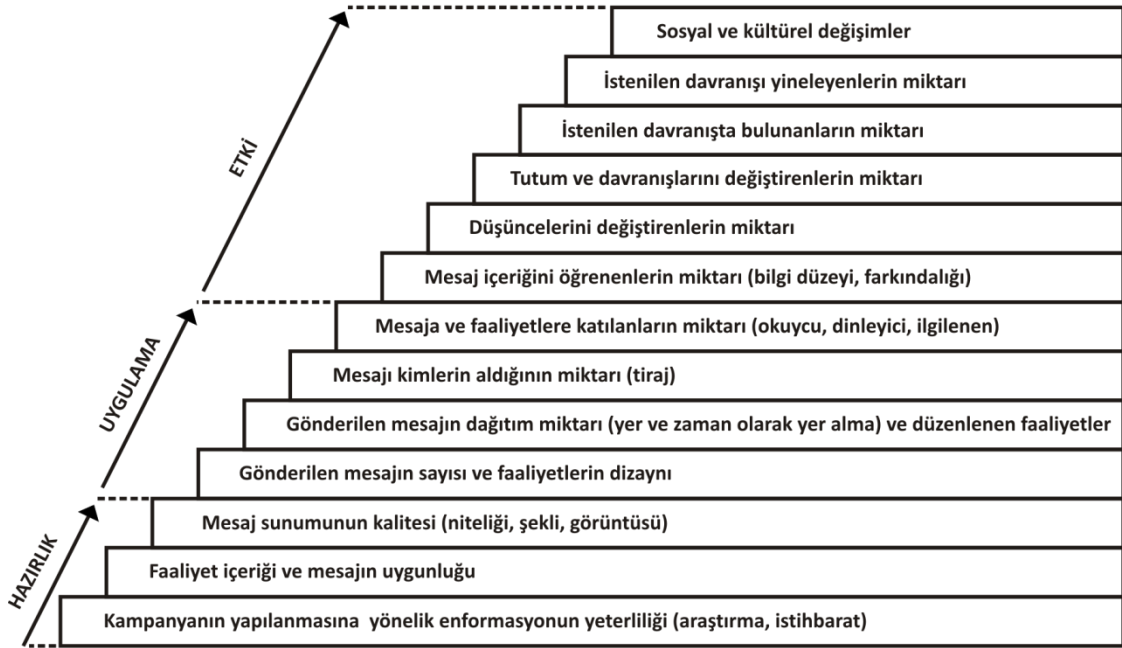 Sosyal ve kültürel değişimler
İstenilen davranışı yineleyenlerin miktarı
İstenilen davranışta bulunanların miktarı
Tutum ve davranışlarını değiştirenlerin miktarı
Düşüncelerini değiştirenlerin miktarı
Mesaj içeriğini öğrenenlerin miktarı (bilgi düzeyi, farkındalığı)
ETKİ
Mesaja ve faaliyetlere katılanların miktarı (okuycu, dinleyici, ilgilenen)
Mesajı kimlerin aldığının miktarı (tiraj)
Gönderilen mesajın dağıtım miktarı (yer ve zaman olarak yer alma) ve düzenlenen faaliyetler
Gönderilen mesajın sayısı ve faaliyetlerin dizaynı
UYGULAMA
Mesaj sunumunun kalitesi (niteliği, şekli, görüntüsü)
Faaliyet içeriği ve mesajın uygunluğu
Kampanyanın yapılanmasına yönelik enformasyonun yeterliliği (araştırma, istihbarat)
HAZIRLIK